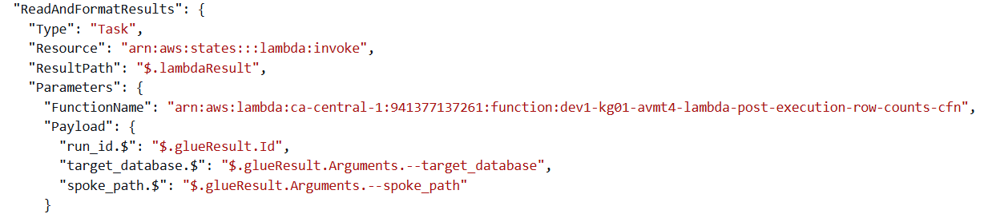 "ReadAndFormatResults": {
"Type": "Task",
"Resource": "arn:aws:states:::lambda:invoke",
"ResultPath": "$.lambdaResult",
"Parameters": {
"FunctionName": "arn:aws:lambda:ca-central-1:941377137261:function:dev1-kg01-avmt4-lambda-post-execution-row-counts-cfn",
"Payload": {
"run_id.$": "$.glueResult.Id",
"target_database.$": "$.glueResult.Arguments.--target_database",
"spoke_path.$": "$.glueResult.Arguments.--spoke_path"
}